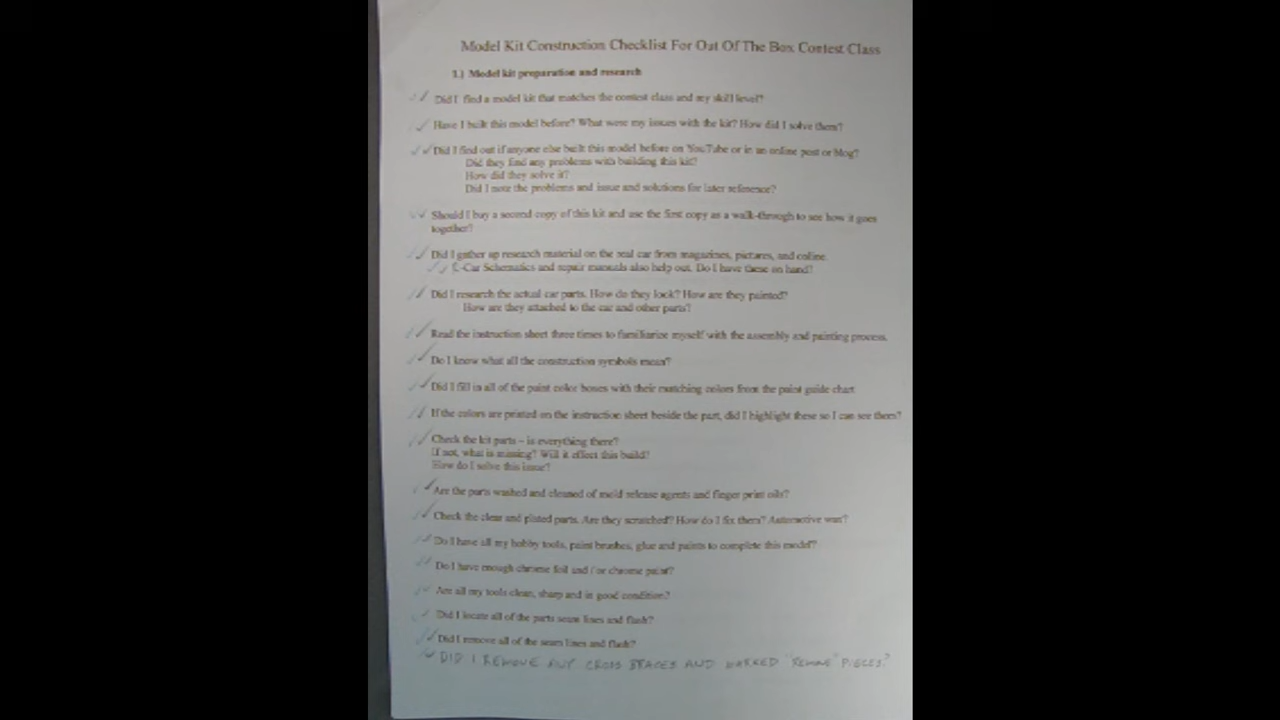 Model Kit Construction Checklist For Out Of The Box Contest Class
1.) Model kit preparation and research
Did I find a model kit that matches the contest class and my skill level?
Have I built this model before? What were my issues with the kit? How did I solve them?
Did I find out if anyone else built this model before on YouTube or in an online post or blog?
Did they find any problems with building this kit?
How did they solve it?
Did I note the problems and issue and solutions for later reference?
Should I buy a second copy of this kit and use the first copy as a walk-through to see how it goes
together?
Did I gather up research material on the real car from magazines, pictures, and online.
Car Schematics and repair manuals also help out. Do I have these on hand?
Did I research the actual car parts. How do they look? How are they painted?
How are they attached to the car and other parts?
Read the instruction sheet three times to familiarize myself with the assembly and painting process.
Do I know what all the construction symbols mean?
Did I fill in all of the paint color boxes with their matching colors from the paint guide chart
If the colors are printed on the instruction sheet beside the part, did I highlight these so I can see them?
Check the kit parts – is everything there?
If not, what is missing? Will it effect this build?
How do I solve this issue?
Are the parts washed and cleaned of mold release agents and finger print oils?
Check the clear and plated parts. Are they scratched? How do I fix them? Automotive wax?
Do I have all my hobby tools, paint brushes, glue and paints to complete this model?
Do I have enough chrome foil and / or chrome paint?
Are all my tools clean, sharp and in good condition?
Did I locate all of the parts seam lines and flash?
Did I remove all of the seam lines and flash?
DID I REMOVE ANY CROSS BRACES AND MARKED "REMOVE" PIECES?